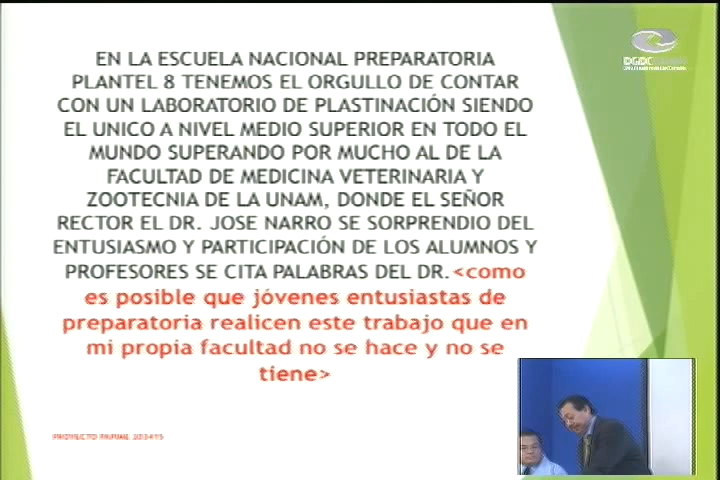 EN LA ESCUELA NACIONAL PREPARATORIA
PLANTEL 8 TENEMOS EL ORGULLO DE CONTAR
CON UN LABORATORIO DE PLASTINACIÓN SIENDO
EL UNICO A NIVEL MEDIO SUPERIOR EN TODO EL
MUNDO SUPERANDO POR MUCHO AL DE LA
FACULTAD DE MEDICINA VETERINARIA Y
ZOOTECNIA DE LA UNAM, DONDE EL SEÑOR
RECTOR EL DR. JOSE NARRO SE SORPRENDIO DEL
ENTUSIASMO Y PARTICIPACIÓN DE LOS ALUMNOS Y
PROFESORES SE CITA PALABRAS DEL DR.<como
es posible que jóvenes entusiastas de
preparatoria realicen este trabajo que en
mi propia facultad no se hace y no se
tiene>
PROYECTO